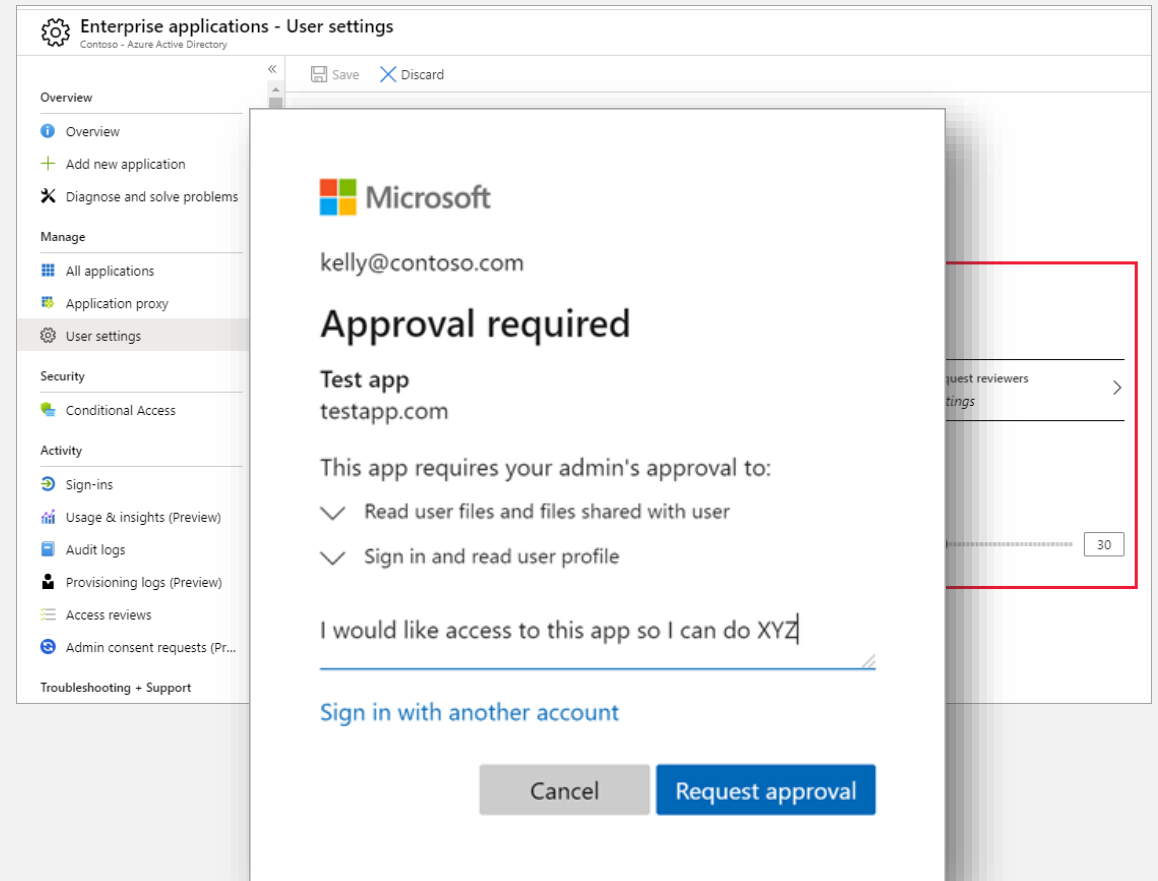 Enterprise applications - User settings
Contoso - Azure Active Directory
«
Save
Discard
Overview
Overview
Add new application
Diagnose and solve problems
Manage
All applications
Application proxy
User settings
Security
Conditional Access
Activity
Sign-ins
Usage & insights (Preview)
Audit logs
Provisioning logs (Preview)
Access reviews
Admin consent requests (Pr...
Troubleshooting + Support
Microsoft
kelly@contoso.com
Approval required
Test app
testapp.com
This app requires your admin's approval to:
Read user files and files shared with user
Sign in and read user profile
I would like access to this app so I can do XYZ
Sign in with another account
Cancel
Request approval
reviewers
30